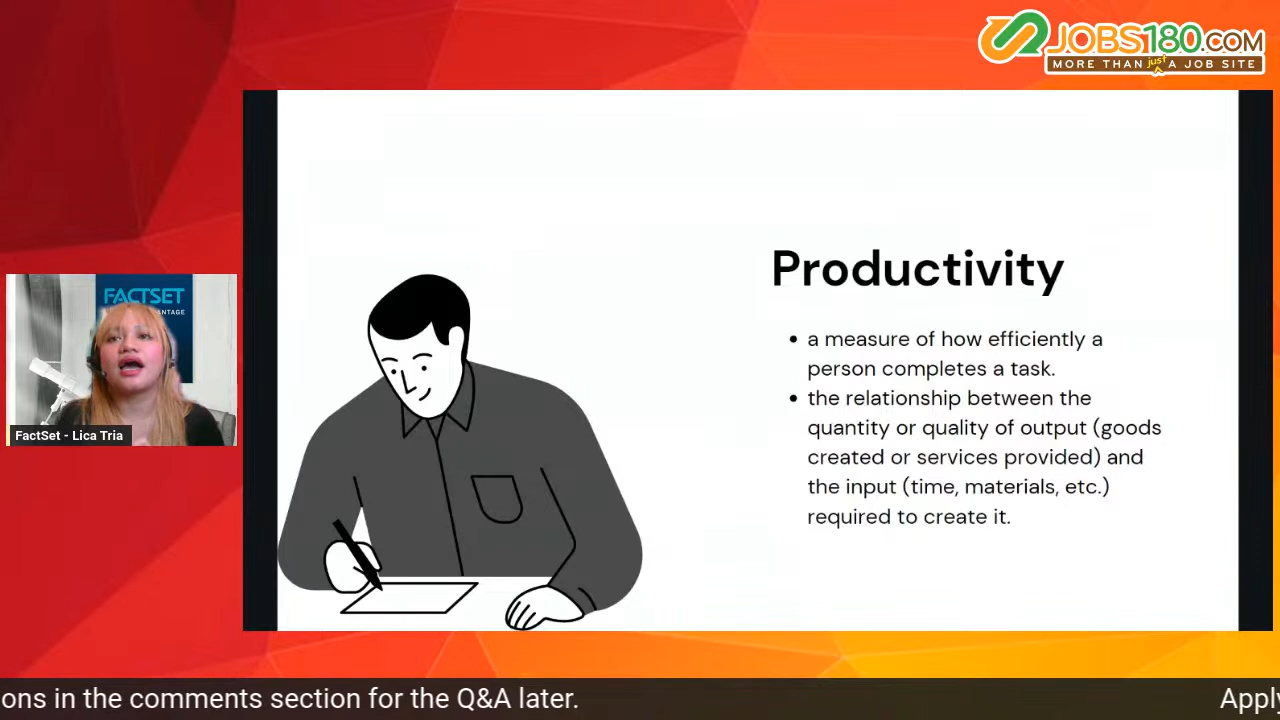 JOBS180.COM
MORE THAN just A JOB SITE
FACTSET
ANTAGE
FactSet - Lica Tria
Productivity
• a measure of how efficiently a
person completes a task.
• the relationship between the
quantity or quality of output (goods
created or services provided) and
the input (time, materials, etc.)
required to create it.
ons in the comments section for the Q&A later.
Apply